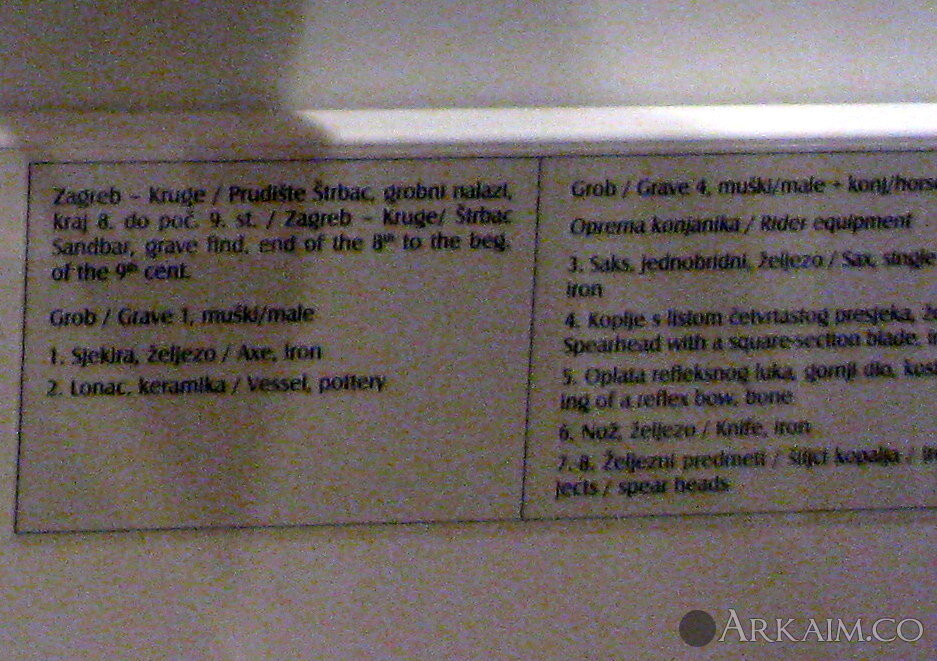 Zagreb – Kruge / Prudište Štrbac, grobni nalazi,
kraj 8. do poč. 9. st. / Zagreb – Kruge/ Štrbac
Sandbar, grave find, end of the 8th to the beg.
of the 9th cent.
Grob / Grave 1, muški/male
1. Sjekira, željezo / Axe, iron
2. Lonac, keramika / Vessel, pottery
Grob / Grave 4, muški/male + konj/horse
Oprema konjanika / Rider equipment
3. Saks, jednobridni, željezo / Sax, single
iron
4. Koplje s listom četvrtastog presjeka, že
Spearhead with a square-section blade, ir
5. Oplata refleksnog luka, gornji dio, kost
ing of a reflex bow, bone
6. Nož, željezo / Knife, iron
7. 8. Željezni predmeti / šiljci kopalja /
jects / spear heads
ARKAIM.CO